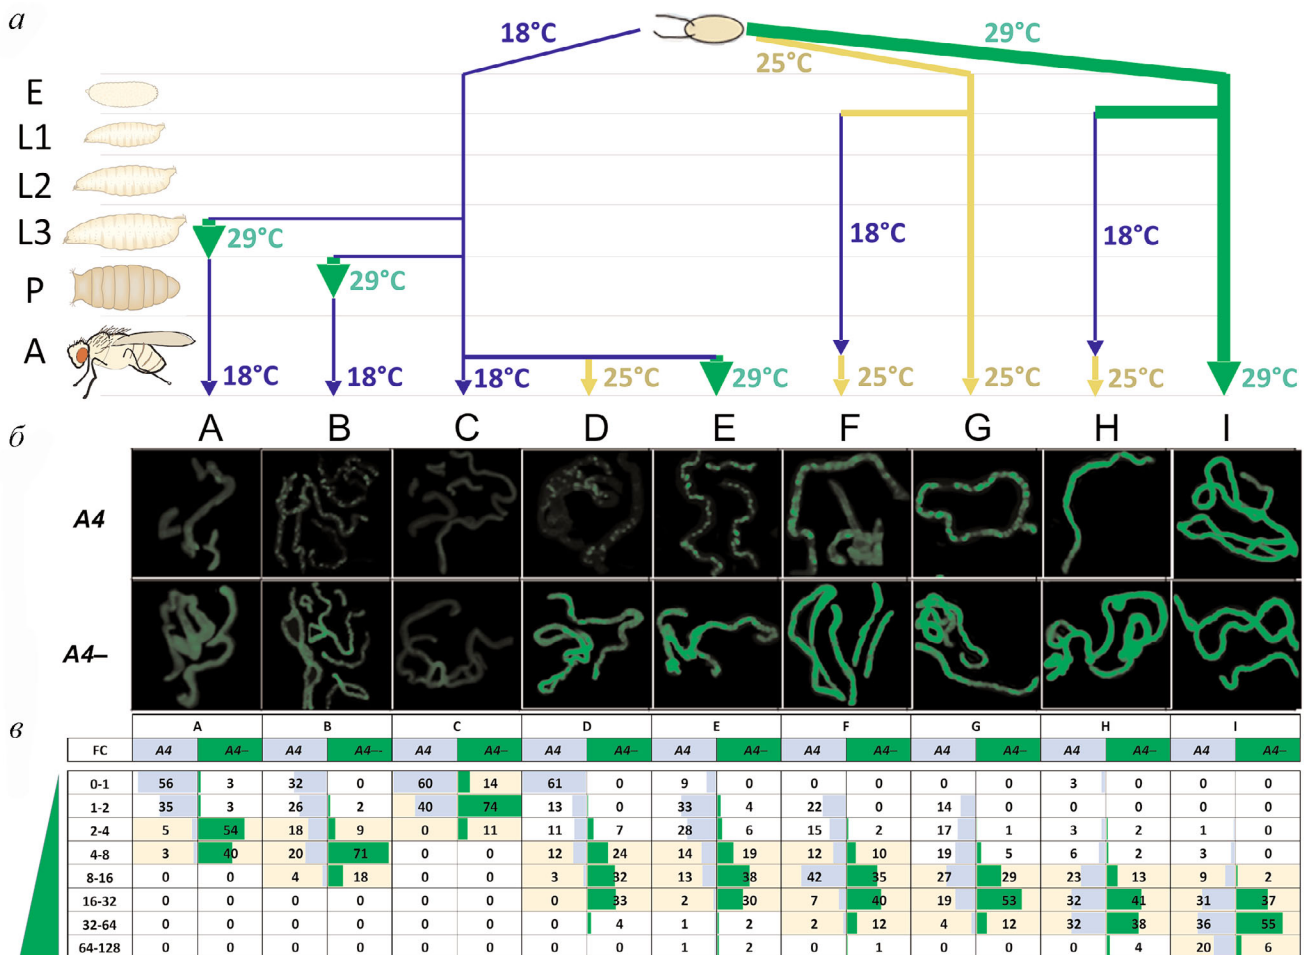 а
18°C
29°C
25°C
E
L1
L2
L3
P
A
29°C
29°C
18°C
18°C
18°C
18°C
18°C
25°C
29°C
25°C
25°C
25°C
29°C
A B C D E F G H I
б
A4
A4–
в
A B C D E F G H I
FC A4 A4– A4 A4-- A4 A4– A4 A4– A4 A4– A4 A4– A4 A4– A4 A4– A4 A4–
0-1 56 3 32 0 60 14 61 0 9 0 0 0 0 0 3 0 0 0
1-2 35 3 26 2 40 74 13 0 33 4 22 0 14 0 0 0 0 0
2-4 5 54 18 9 0 11 11 7 28 6 15 2 17 1 3 2 1 0
4-8 3 40 20 71 0 0 12 24 14 19 12 10 19 5 6 2 3 0
8-16 0 0 4 18 0 0 3 32 13 38 42 35 27 29 23 13 9 2
16-32 0 0 0 0 0 0 0 33 2 30 7 40 19 53 32 41 31 37
32-64 0 0 0 0 0 0 0 4 1 2 2 12 4 12 32 38 36 55
64-128 0 0 0 0 0 0 0 0 1 2 0 1 0 0 0 4 20 6